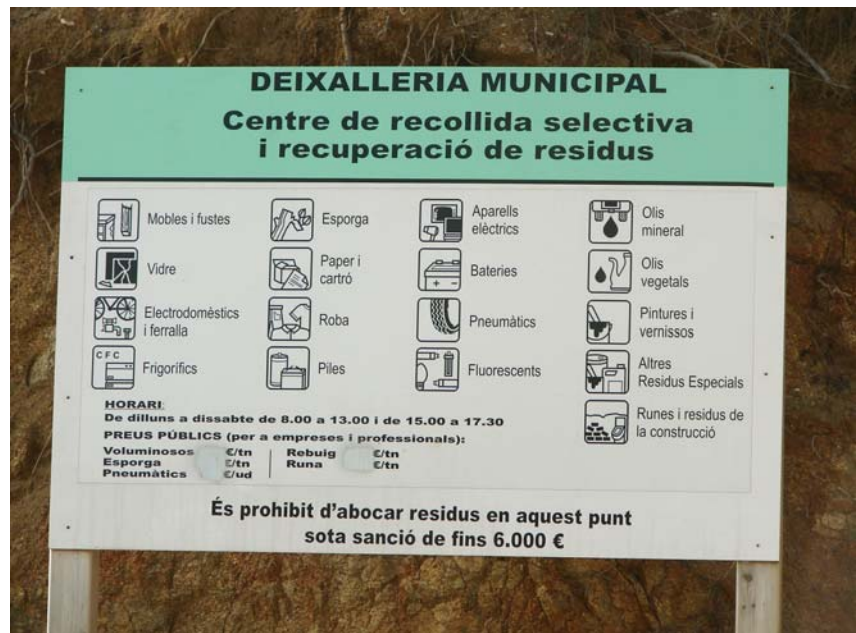 DEIXALLERIA MUNICIPAL
Centre de recollida selectiva
i recuperació de residus
Mobles i fustes
Vidre
Electrodomèstics
i ferralla
CFC
Frigorífics
Esporga
Paper i
cartró
Roba
Piles
Aparells
elèctrics
Bateries
Pneumàtics
Fluorescents
Olis
mineral
Olis
vegetals
Pintures i
vernissos
Altres
Residus Especials
Runes i residus de
la construcció
HORARI:
De dilluns a dissabte de 8.00 a 13.00 i de 15.00 a 17.30
PREUS PÚBLICS (per a empreses i professionals):
Voluminosos €/tn
Esporga €/tn
Pneumàtics €/ud
Rebuig €/tn
Runa €/tn
És prohibit d'abocar residus en aquest punt
sota sanció de fins 6.000 €